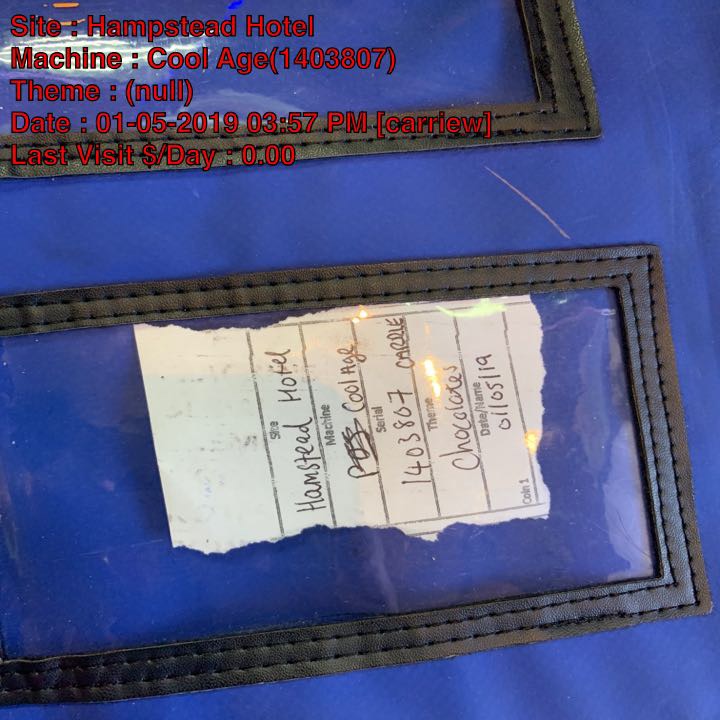 Site : Hampstead Hotel
Machine : Cool Age(1403807)
Theme : (null)
Date : 01-05-2019 03:57 PM [carriew]
Last Visit $/Day : 0.00
Site
Hamstead Hotel
Machine
Cool Age
Serial
1403807 CARRIE
Theme
Chocolates
Date/Name
01/05/19
Coin 1